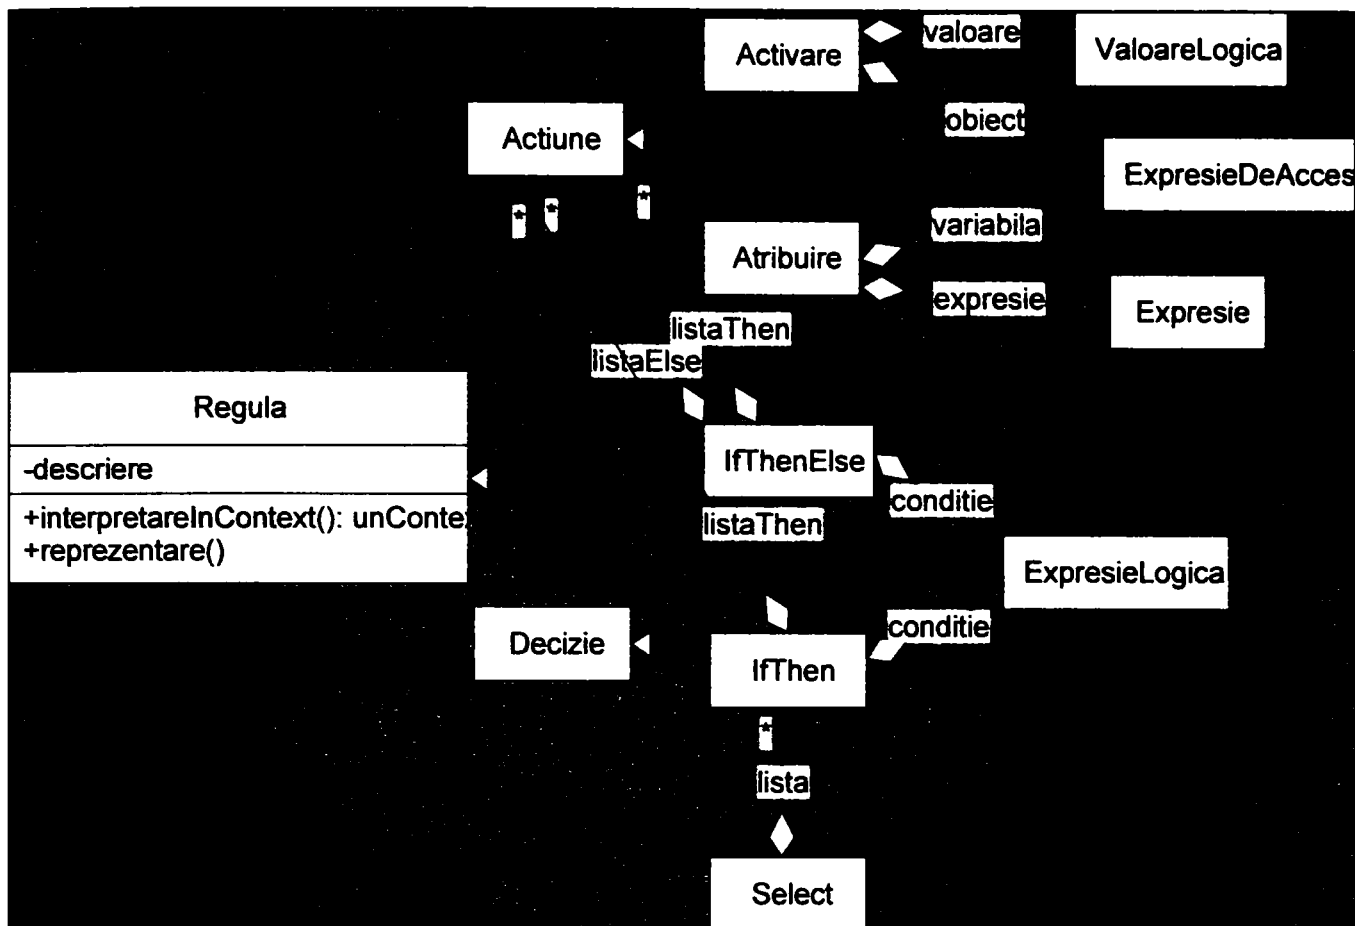 Activare
valoare
ValoareLogica
obiect
Actiune
ExpresieDeAcces
*
*
*
variabila
Atribuire
expresie
Expresie
listaThen
listaElse
Regula
-descriere
+interpretareInContext(): unContex
+reprezentare()
IfThenElse
conditie
listaThen
ExpresieLogica
Decizie
conditie
IfThen
*
lista
Select